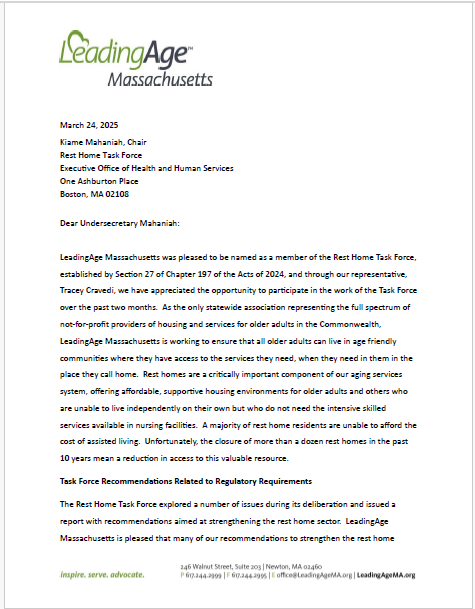 LeadingAge™
Massachusetts
March 24, 2025
Kiame Mahaniah, Chair
Rest Home Task Force
Executive Office of Health and Human Services
One Ashburton Place
Boston, MA 02108
Dear Undersecretary Mahaniah:
LeadingAge Massachusetts was pleased to be named as a member of the Rest Home Task Force,
established by Section 27 of Chapter 197 of the Acts of 2024, and through our representative,
Tracey Cravedi, we have appreciated the opportunity to participate in the work of the Task Force
over the past two months.  As the only statewide association representing the full spectrum of
not-for-profit providers of housing and services for older adults in the Commonwealth,
LeadingAge Massachusetts is working to ensure that all older adults can live in age friendly
communities where they have access to the services they need, when they need in them in the
place they call home.  Rest homes are a critically important component of our aging services
system, offering affordable, supportive housing environments for older adults and others who
are unable to live independently on their own but who do not need the intensive skilled
services available in nursing facilities.  A majority of rest home residents are unable to afford the
cost of assisted living.  Unfortunately, the closure of more than a dozen rest homes in the past
10 years mean a reduction in access to this valuable resource.
Task Force Recommendations Related to Regulatory Requirements
The Rest Home Task Force explored a number of issues during its deliberation and issued a
report with recommendations aimed at strengthening the rest home sector.  LeadingAge
Massachusetts is pleased that many of our recommendations to strengthen the rest home
246 Walnut Street, Suite 203 | Newton, MA 02460
inspire. serve. advocate. P 617.244.2999 | F 617.244.2995 | E office@LeadingAgeMA.org | LeadingAgeMA.org